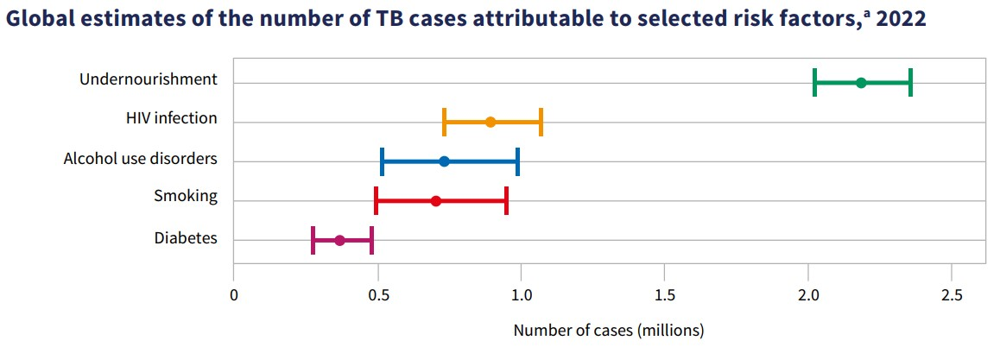 Global estimates of the number of TB cases attributable to selected risk factors,ᵃ 2022
Undernourishment
HIV infection
Alcohol use disorders
Smoking
Diabetes
0 0.5 1.0 1.5 2.0 2.5
Number of cases (millions)